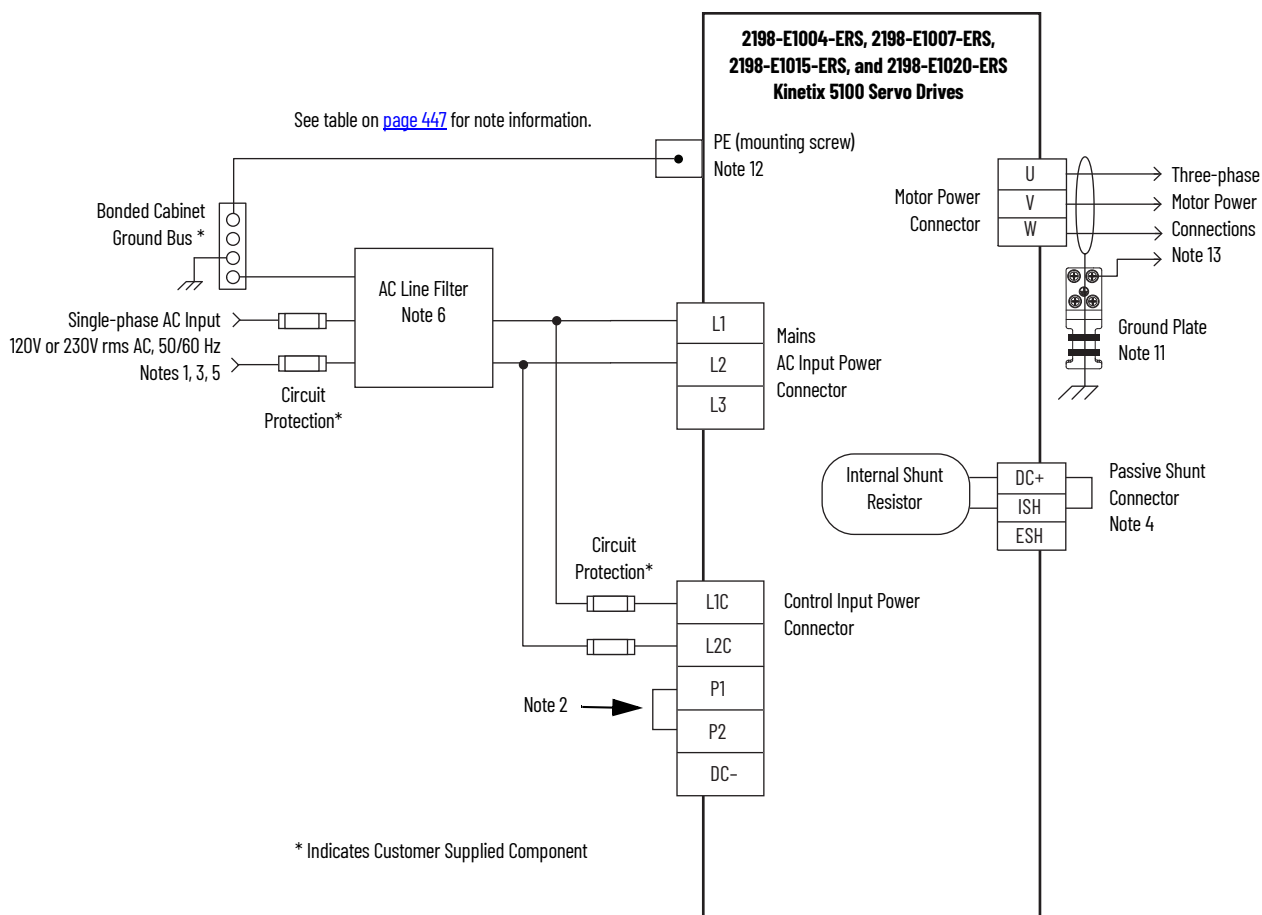 2198-E1004-ERS, 2198-E1007-ERS,
2198-E1015-ERS, and 2198-E1020-ERS
Kinetix 5100 Servo Drives
See table on page 447 for note information.
PE (mounting screw)
Note 12
Bonded Cabinet
Ground Bus *
AC Line Filter
Note 6
Single-phase AC Input
120V or 230V rms AC, 50/60 Hz
Notes 1, 3, 5
Circuit
Protection*
L1
L2
L3
Mains
AC Input Power
Connector
Motor Power
Connector
U
V
W
Three-phase
Motor Power
Connections
Note 13
Ground Plate
Note 11
Internal Shunt
Resistor
DC+
ISH
ESH
Passive Shunt
Connector
Note 4
Circuit
Protection*
L1C
L2C
P1
P2
DC-
Control Input Power
Connector
Note 2
* Indicates Customer Supplied Component